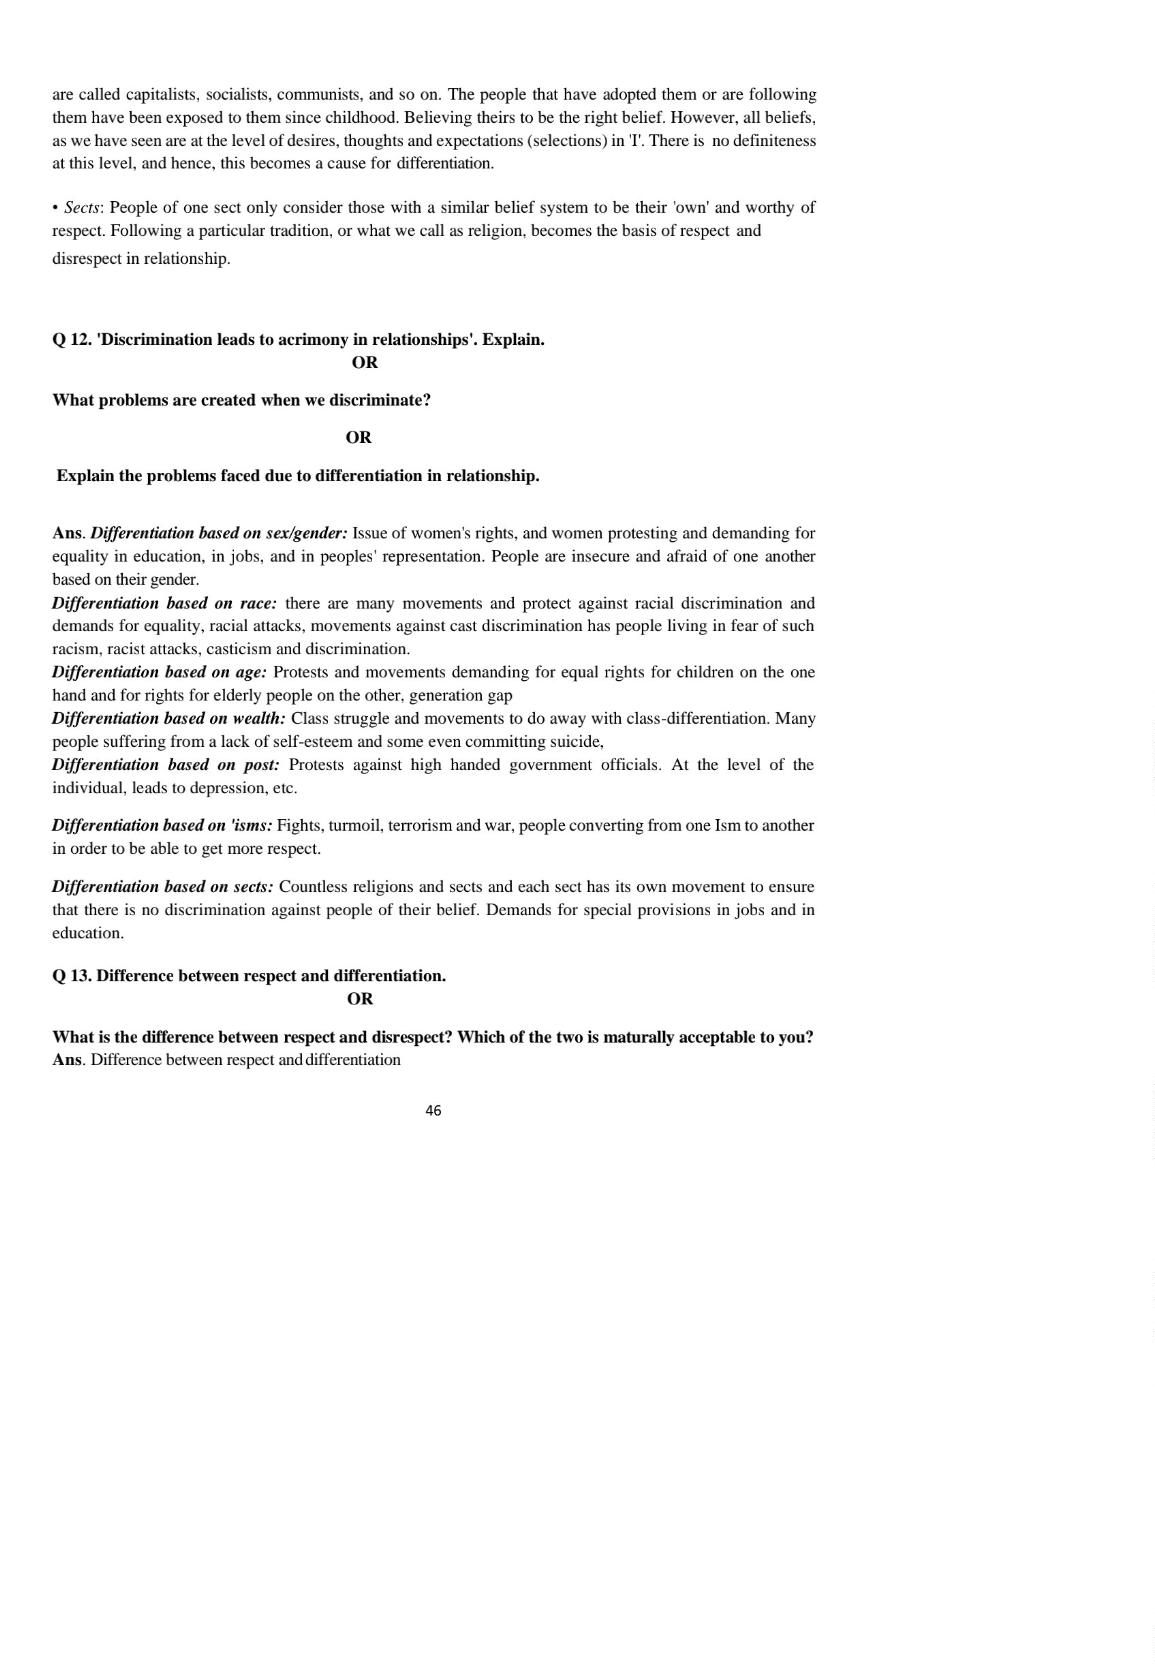 are called capitalists, socialists, communists, and so on. The people that have adopted them or are following
them have been exposed to them since childhood. Believing theirs to be the right belief. However, all beliefs,
as we have seen are at the level of desires, thoughts and expectations (selections) in 'I'. There is no definiteness
at this level, and hence, this becomes a cause for differentiation.
• Sects: People of one sect only consider those with a similar belief system to be their 'own' and worthy of
respect. Following a particular tradition, or what we call as religion, becomes the basis of respect and
disrespect in relationship.
Q 12. 'Discrimination leads to acrimony in relationships'. Explain.
OR
What problems are created when we discriminate?
OR
Explain the problems faced due to differentiation in relationship.
Ans. Differentiation based on sex/gender: Issue of women's rights, and women protesting and demanding for
equality in education, in jobs, and in peoples' representation. People are insecure and afraid of one another
based on their gender.
Differentiation based on race: there are many movements and protect against racial discrimination and
demands for equality, racial attacks, movements against cast discrimination has people living in fear of such
racism, racist attacks, casticism and discrimination.
Differentiation based on age: Protests and movements demanding for equal rights for children on the one
hand and for rights for elderly people on the other, generation gap
Differentiation based on wealth: Class struggle and movements to do away with class-differentiation. Many
people suffering from a lack of self-esteem and some even committing suicide,
Differentiation based on post: Protests against high handed government officials. At the level of the
individual, leads to depression, etc.
Differentiation based on 'isms: Fights, turmoil, terrorism and war, people converting from one Ism to another
in order to be able to get more respect.
Differentiation based on sects: Countless religions and sects and each sect has its own movement to ensure
that there is no discrimination against people of their belief. Demands for special provisions in jobs and in
education.
Q 13. Difference between respect and differentiation.
OR
What is the difference between respect and disrespect? Which of the two is maturally acceptable to you?
Ans. Difference between respect and differentiation
46